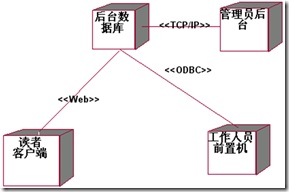 后台数
据库
<<TCP/IP>>
管理员后
台
<<ODBC>>
<<Web>>
读者
客户端
工作人员
前置机